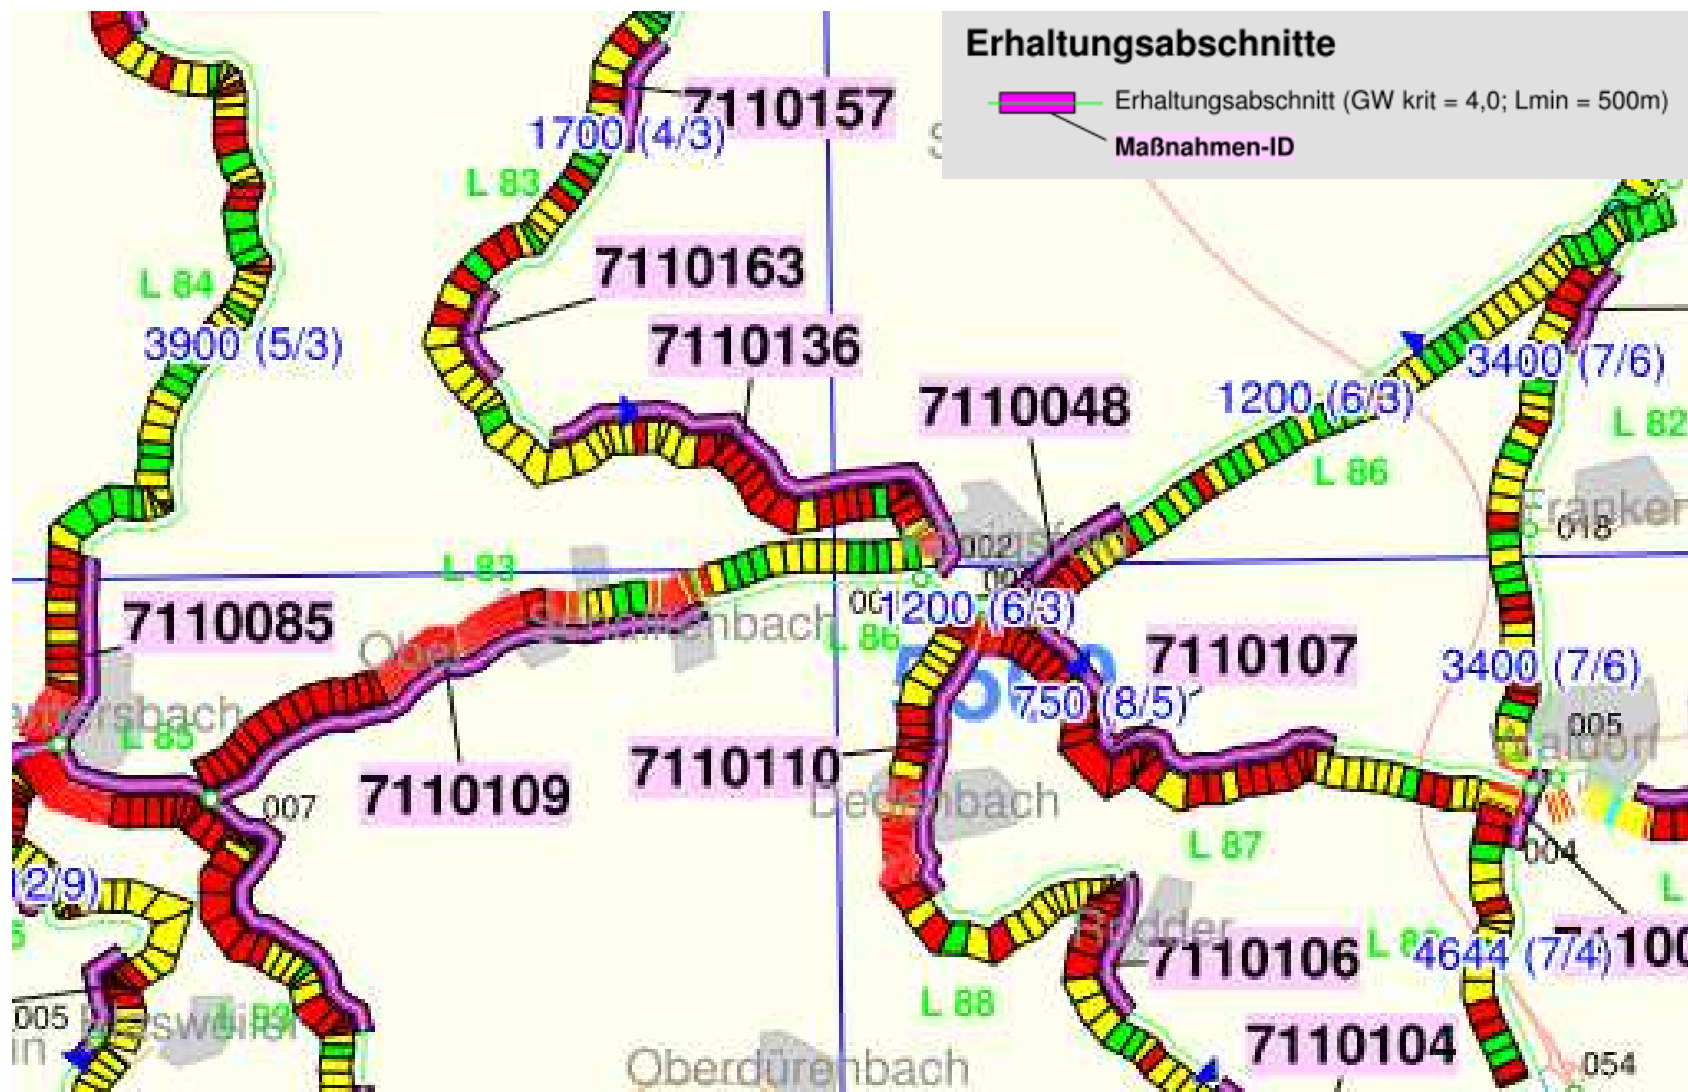 Erhaltungsabschnitte
Erhaltungsabschnitt (GW krit = 4,0; Lmin = 500m)
Maßnahmen-ID
7110157
1700 (4/3)
L 83
7110163
L 84
3900 (5/3)
7110136
7110048
3400 (7/6)
1200 (6/3)
L 82
L 86
018
002
L 83
7110085
1200 (6/3)
L 86
7110107
3400 (7/6)
750 (8/5)
005
L 85
7110110
7110109
007
Dedenbach
L 87
004
7110106
4644 (7/4)
L 88
005
7110104
Oberdürenbach
054